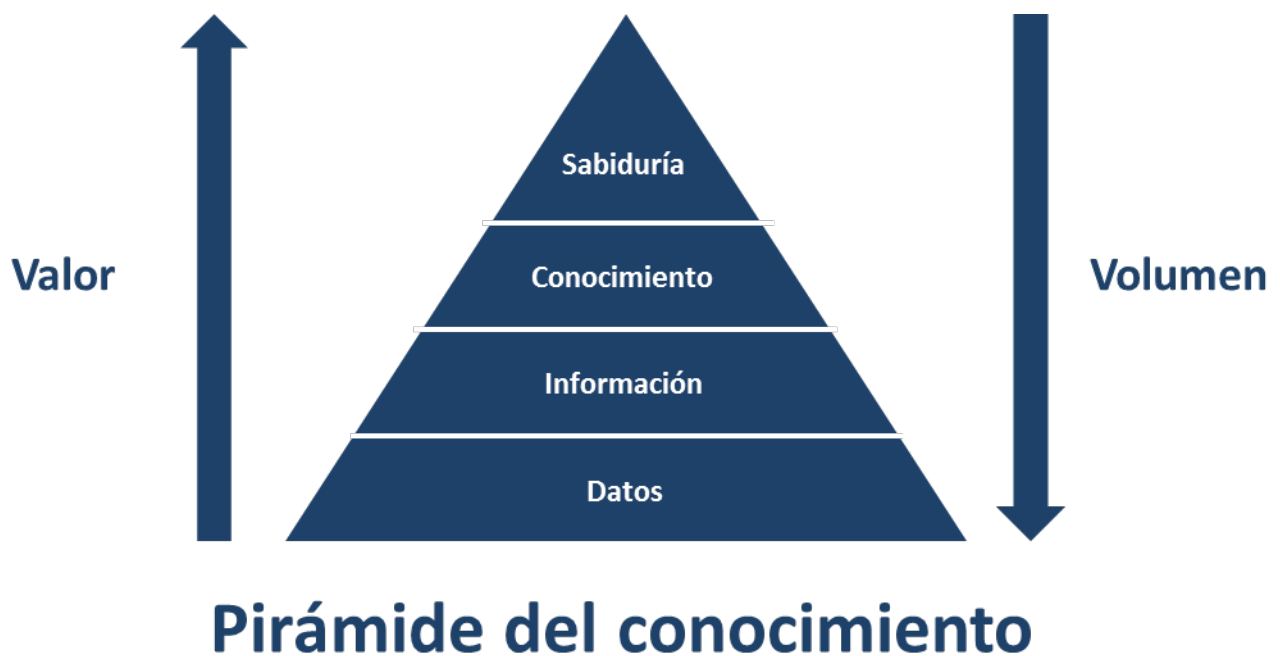 Sabiduría
Valor
Conocimiento
Volumen
Información
Datos
Pirámide del conocimiento